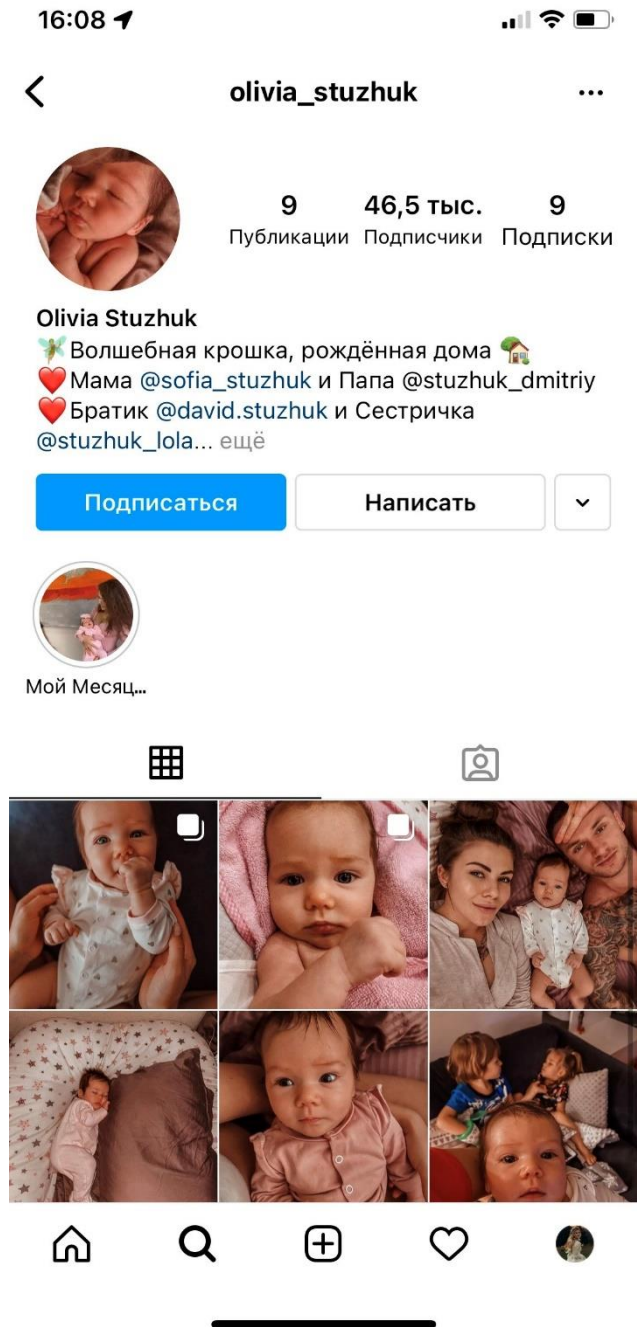 16:08
olivia_stuzhuk
9 46,5 тыс. 9
Публикации Подписчики Подписки
Olivia Stuzhuk
🧚Волшебная крошка, рождённая дома 🏡
❤️Мама @sofia_stuzhuk и Папа @stuzhuk_dmitriy
❤️Братик @david.stuzhuk и Сестричка
@stuzhuk_lola... ещё
Подписаться Написать
Мой Месяц...